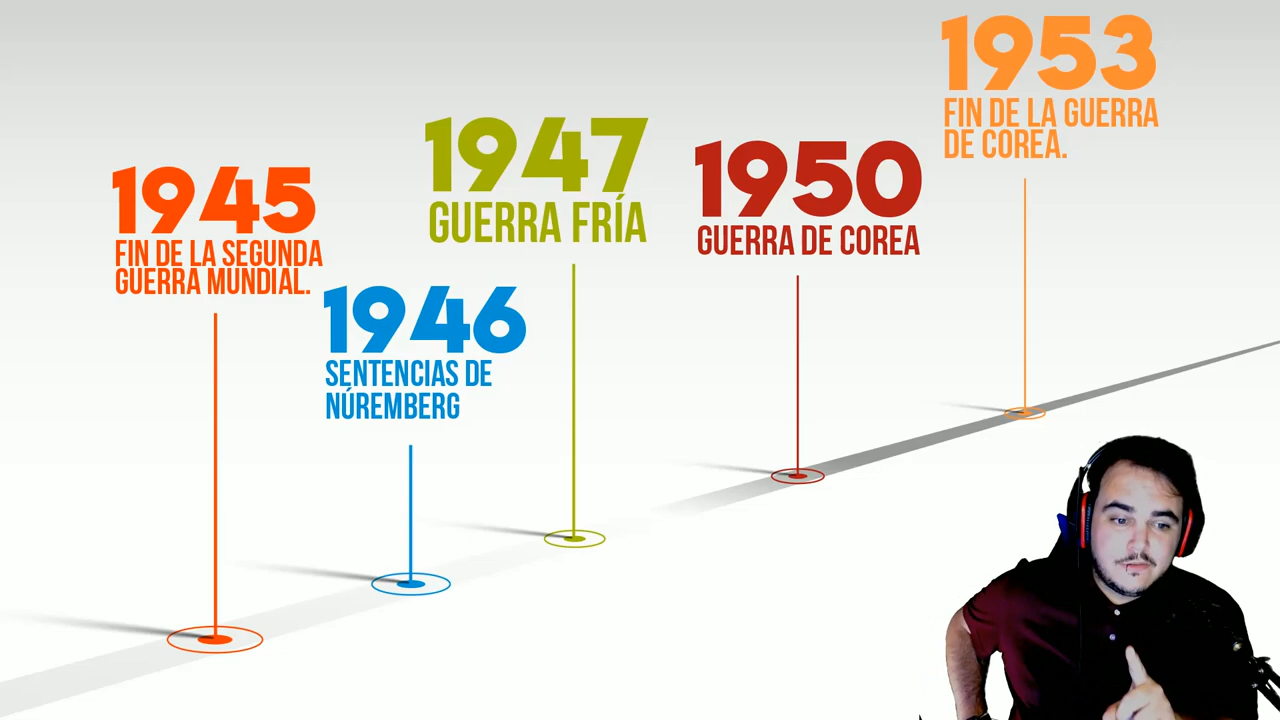 1945
FIN DE LA SEGUNDA
GUERRA MUNDIAL.
1946
SENTENCIAS DE
NÚREMBERG
1947
GUERRA FRÍA
1950
GUERRA DE COREA
1953
FIN DE LA GUERRA
DE COREA.